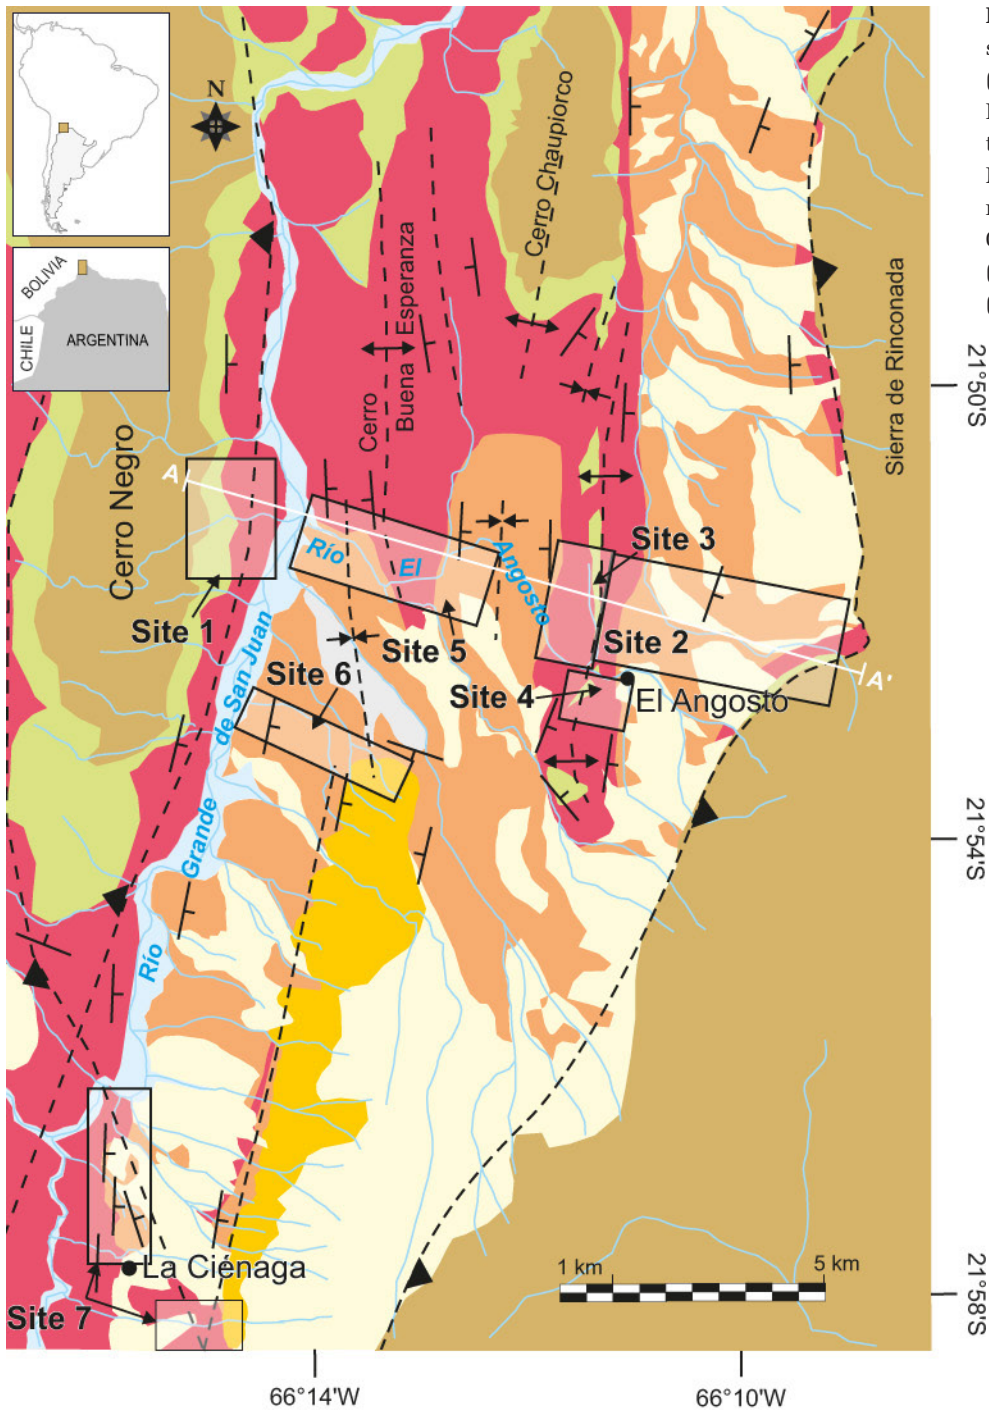 N
BOLIVIA
CHILE
ARGENTINA
Cerro Chaupiorco
Cerro
Buena Esperanza
Sierra de Rinconada
21°50'S
Cerro Negro
A
Río
El
Angosto
Site 3
Site 1
Site 5
Site 2
Site 6
Site 4
A'
El Angosto
Río
Grande
de San Juan
21°54'S
1 km
5 km
La Ciénaga
Site 7
21°58'S
66°14'W
66°10'W